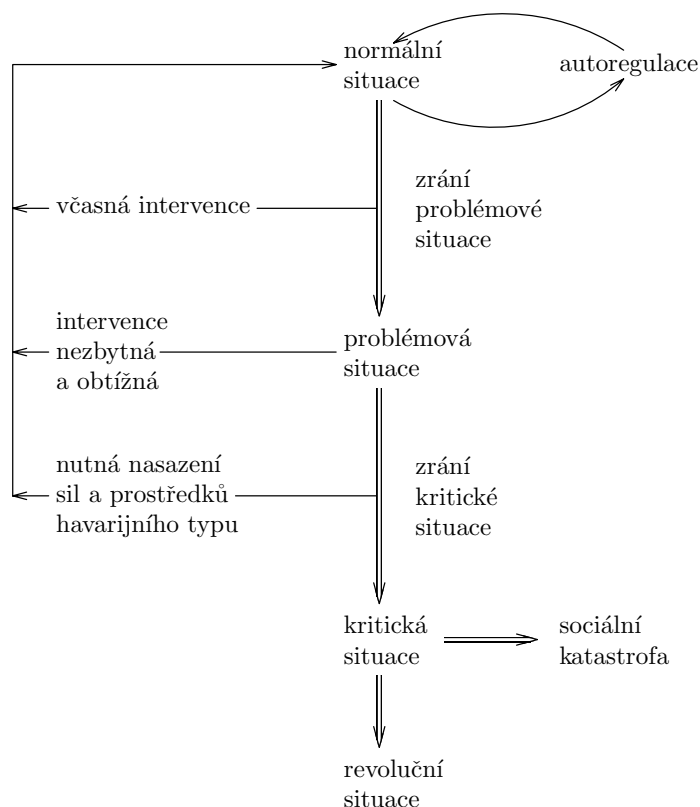 normální
situace
autoregulace
včasná intervence
zrání
problémové
situace
intervence
nezbytná
a obtížná
problémová
situace
nutná nasazení
sil a prostředků
havarijního typu
zrání
kritické
situace
kritická
situace
sociální
katastrofa
revoluční
situace